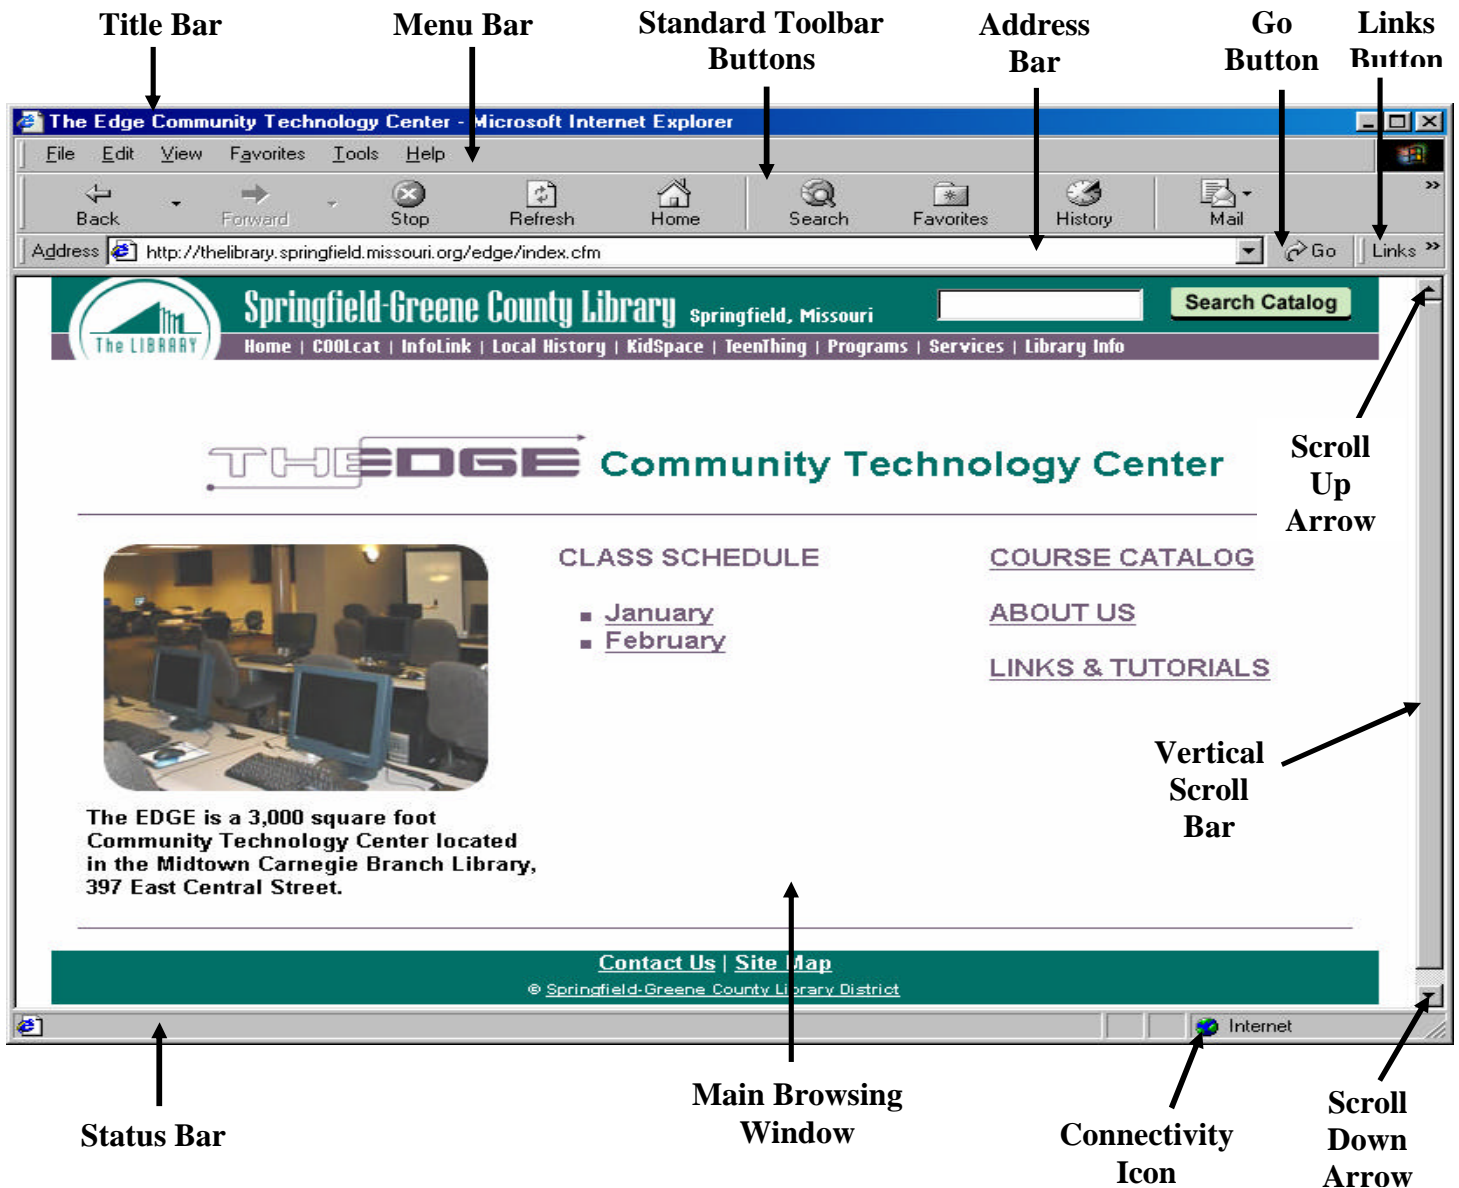 Title Bar
Menu Bar
Standard Toolbar
Buttons
Address
Bar
Go
Button
Links
Button
The Edge Community Technology Center - Microsoft Internet Explorer
File Edit View Favorites Tools Help
Back Forward Stop Refresh Home Search Favorites History Mail »
Address http://thelibrary.springfield.missouri.org/edge/index.cfm Go Links »
The LIBRARY
Springfield-Greene County Library Springfield, Missouri Search Catalog
Home | COOLcat | InfoLink | Local History | KidSpace | TeenThing | Programs | Services | Library Info
THE EDGE Community Technology Center
Scroll
Up
Arrow
CLASS SCHEDULE
January
February
COURSE CATALOG
ABOUT US
LINKS & TUTORIALS
Vertical
Scroll
Bar
The EDGE is a 3,000 square foot
Community Technology Center located
in the Midtown Carnegie Branch Library,
397 East Central Street.
Contact Us | Site Map
© Springfield-Greene County Library District
Internet
Status Bar
Main Browsing
Window
Connectivity
Icon
Scroll
Down
Arrow